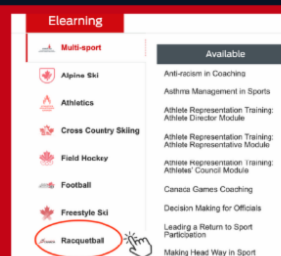 Elearning
Multi-sport
Alpine Ski
Athletics
Cross Country Skiing
Field Hockey
Football
Freestyle Ski
Racquetball
Available
Anti-racism in Coaching
Asthma Management in Sports
Athlete Representation Training:
Athlete Director Module
Athlete Representation Training:
Athlete Representative Module
Athlete Representation Training:
Athletes' Council Module
Canada Games Coaching
Decision Making for Officials
Leading a Return to Sport
Participation
Making Head Way in Sport